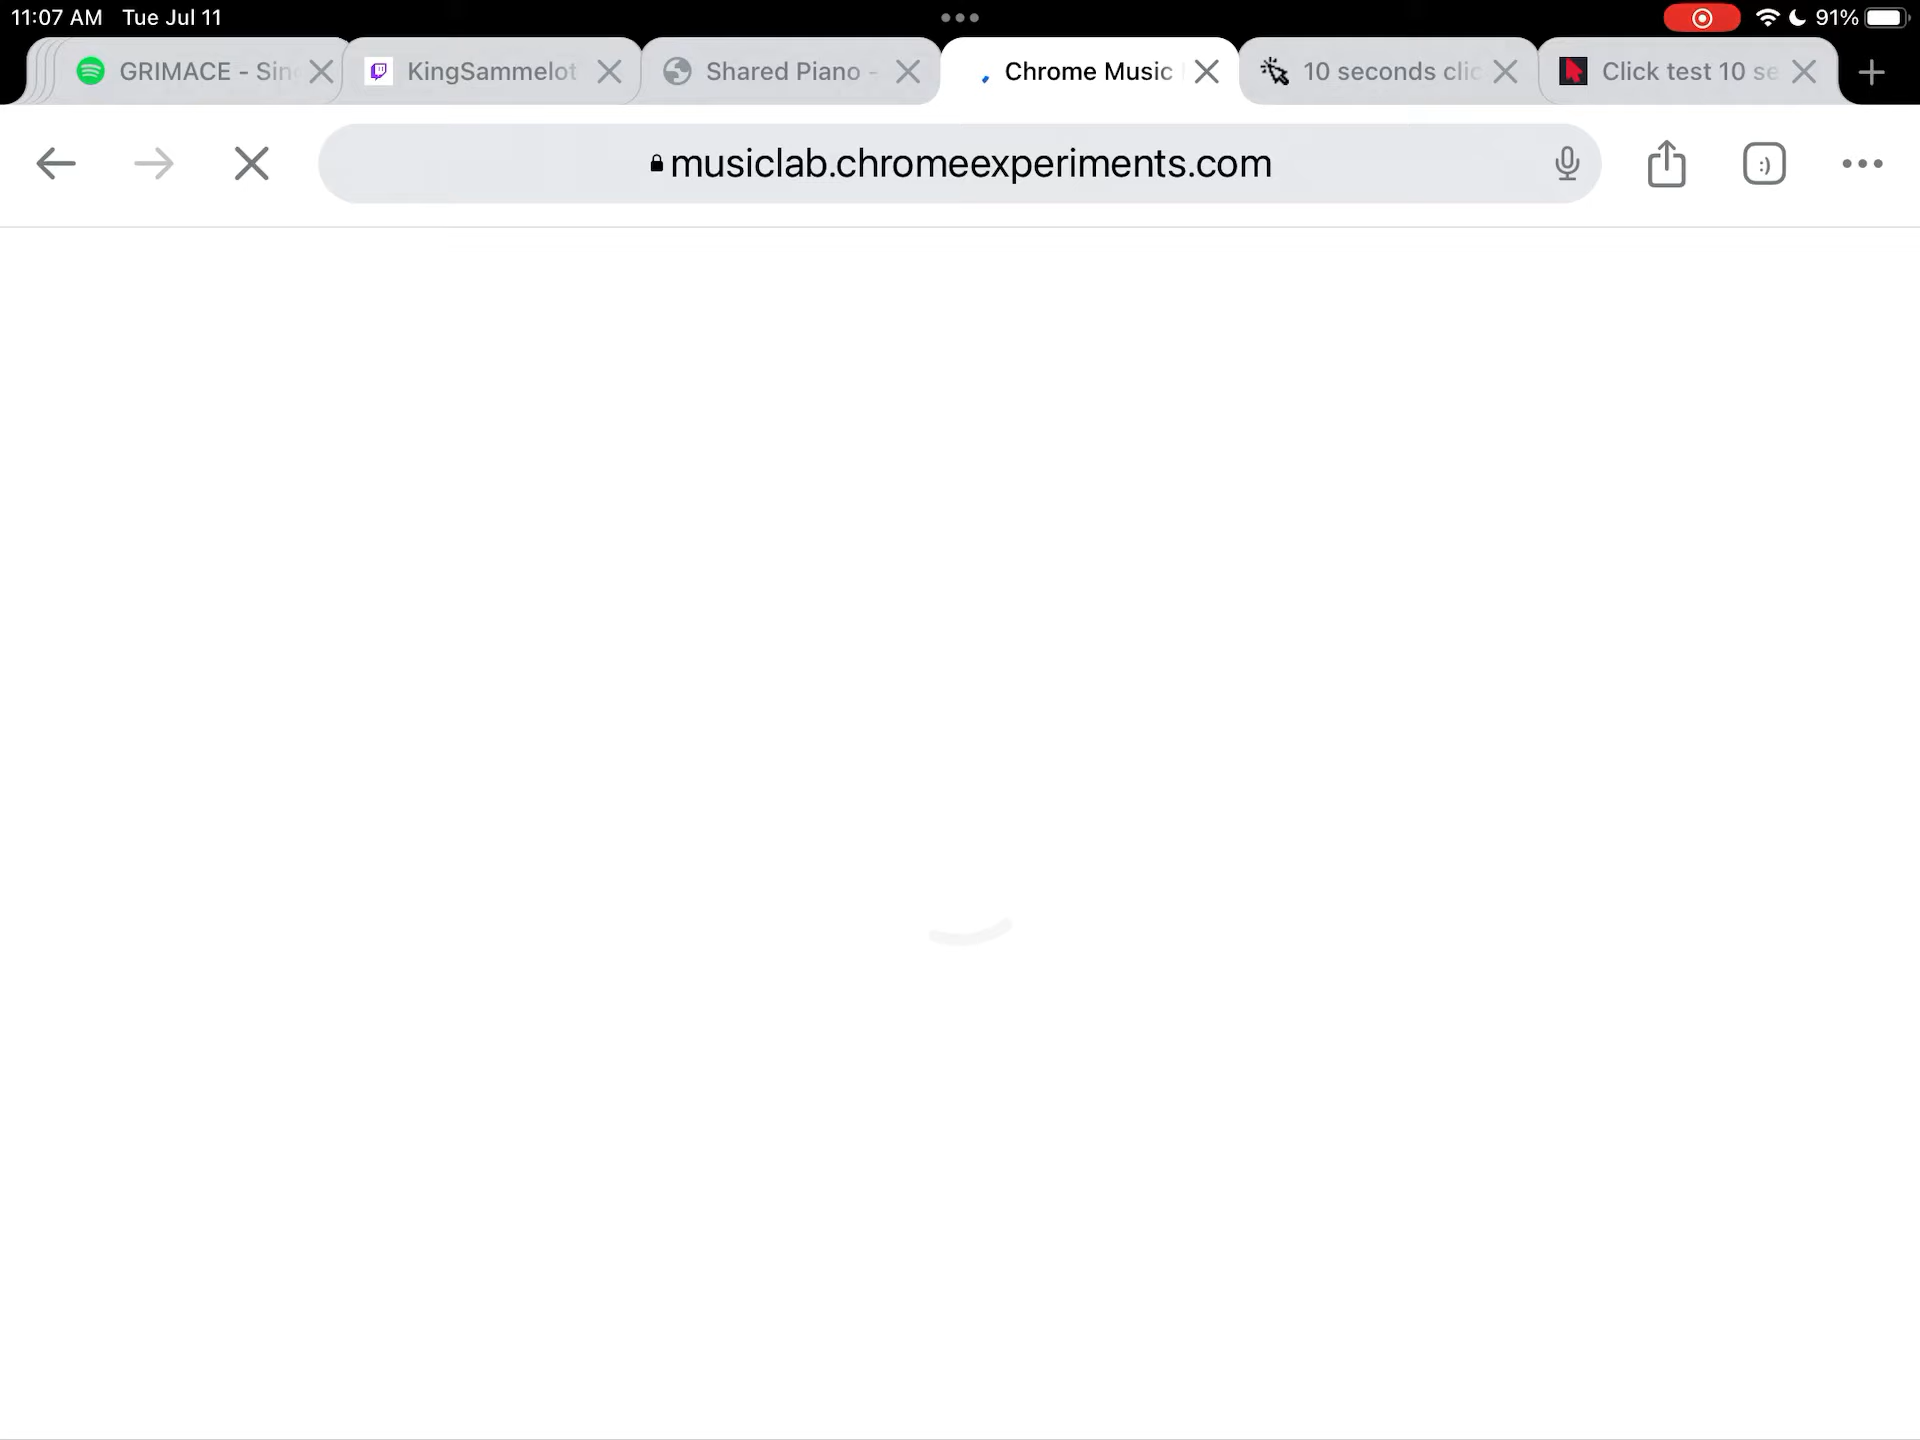 11:07 AM Tue Jul 11
91%
GRIMACE - Sin
KingSammelot
Shared Piano -
Chrome Music
10 seconds clic
Click test 10 se
musiclab.chromeexperiments.com
:)